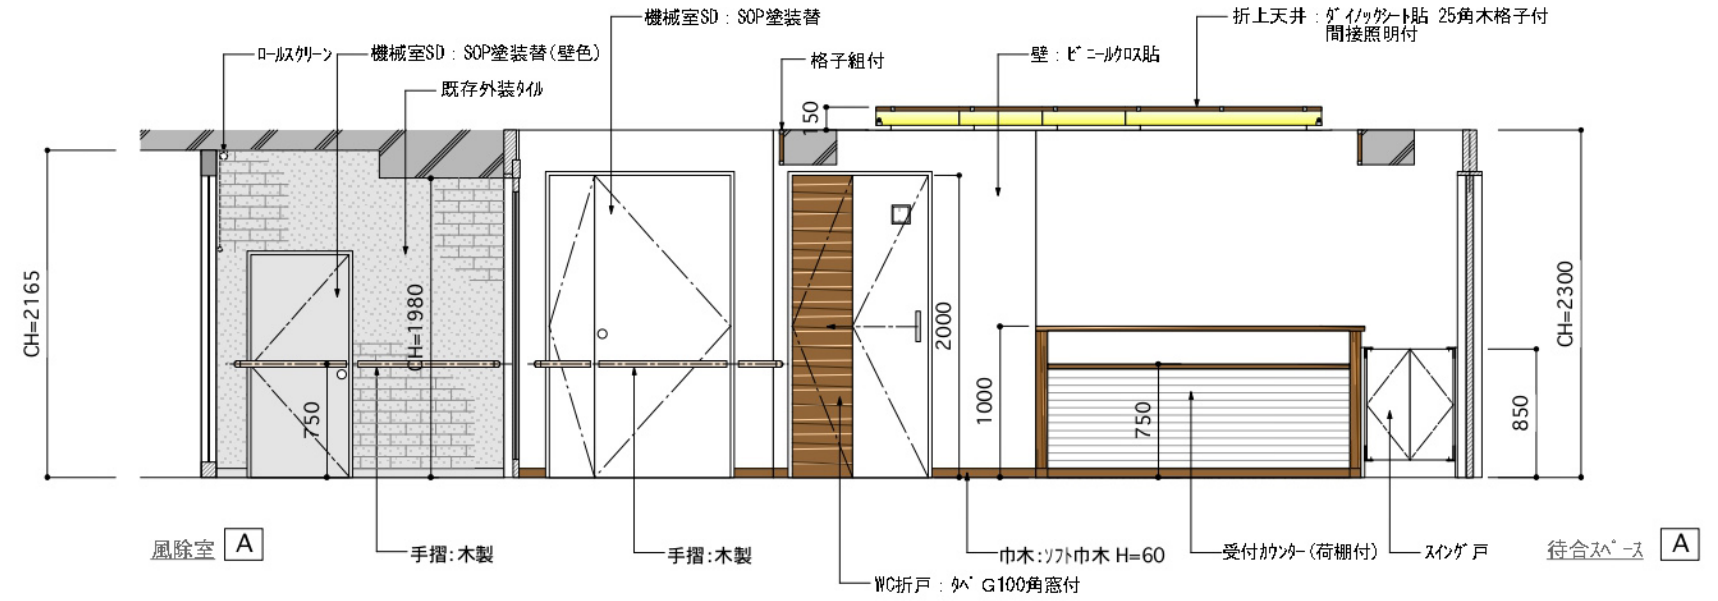 機械室SD：SOP塗装替
折上天井：ダイノックシート貼 25角木格子付
間接照明付
ロールスクリーン
機械室SD：SOP塗装替(壁色)
格子組付
壁：ビニールクロス貼
既存外装タイル
150
CH=2165
CH=1980
750
2000
1000
750
850
CH=2300
風除室 A
手摺:木製
手摺:木製
巾木:ソフト巾木 H=60
受付カウンター(荷棚付)
スイング戸
待合スペース A
WC折戸：タペ G100角窓付